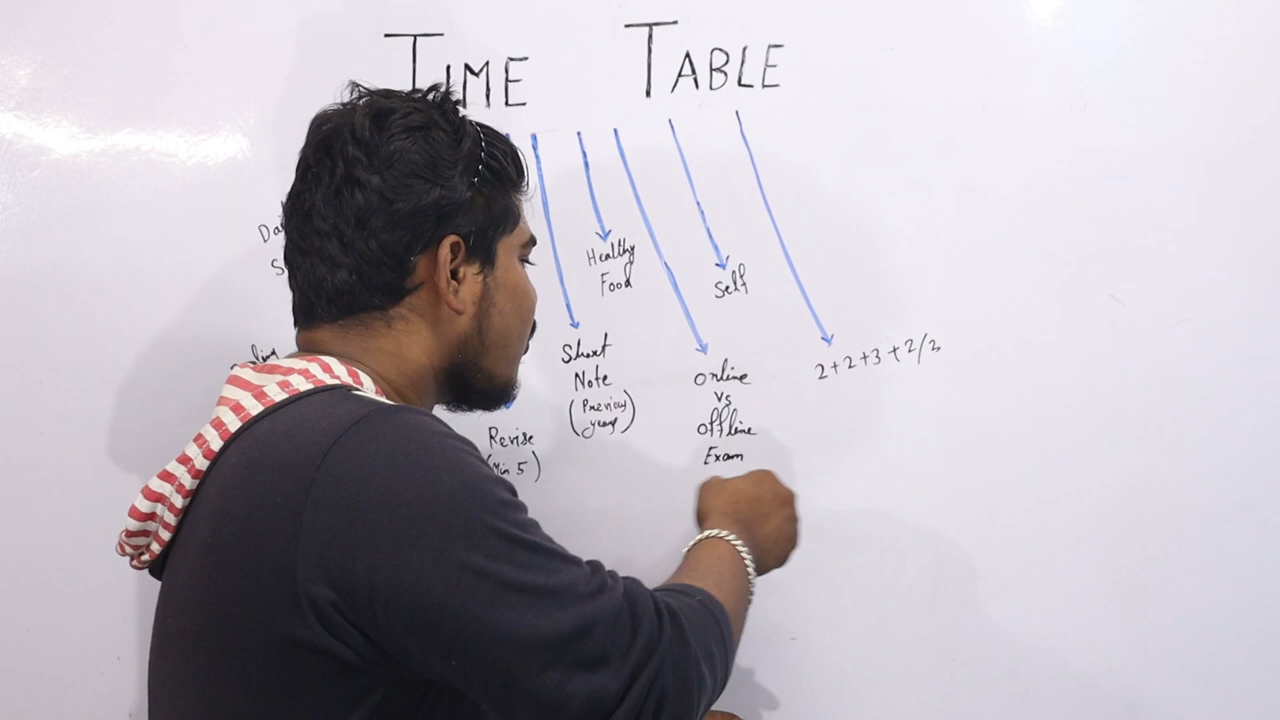 TIME TABLE
Healthy
Food
Self
Short
Note
(Previous
years)
online
vs
offline
Exam
2+2+3+2/3
Revise
(Min 5)